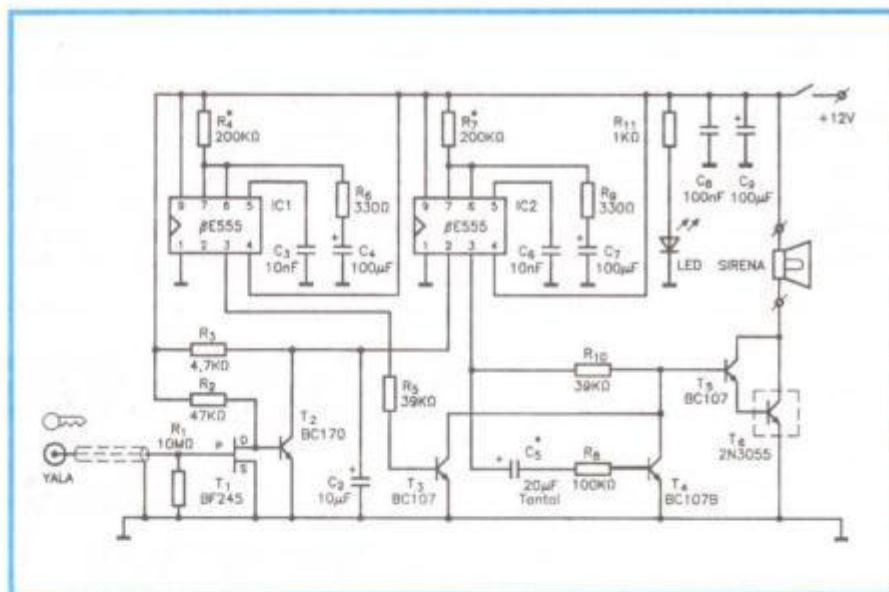 R4*
200KΩ
R7*
200KΩ
R11
1KΩ
+12V
C8
100nF
C9
100μF
9 7 6 5
βE555
1 2 3 4
IC1
R6
330Ω
C3
10nF
C4
100μF
9 7 6 5
βE555
1 2 3 4
IC2
R9
330Ω
C6
10nF
C7
100μF
LED
SIRENA
R3
4,7KΩ
R2
47KΩ
R5
39KΩ
R10
39KΩ
T5
BC107
T6
2N3055
YALA
R1
10MΩ
P
D
S
T1
BF245
T2
BC170
C2
10μF
T3
BC107
C5*
20μF
Tantal
R8
100KΩ
T4
BC107B